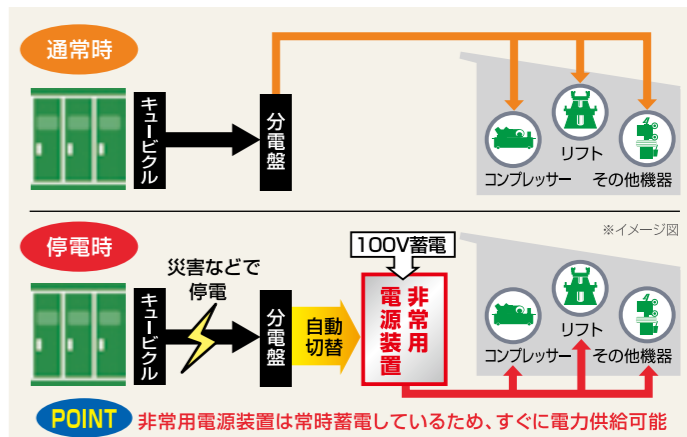 通常時
キュービクル
分電盤
コンプレッサー
リフト
その他機器
※イメージ図
停電時
災害などで
停電
キュービクル
分電盤
自動
切替
100V蓄電
非常用
電源装置
コンプレッサー
リフト
その他機器
POINT 非常用電源装置は常時蓄電しているため、すぐに電力供給可能